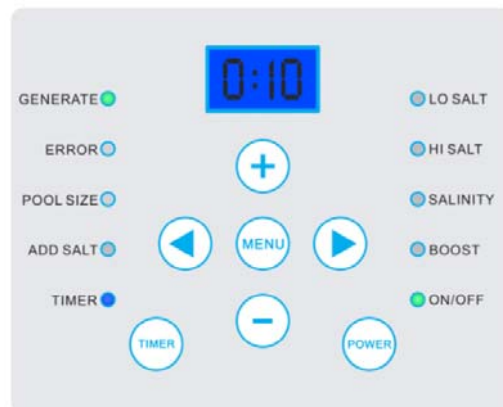 0:10
GENERATE
ERROR
POOL SIZE
ADD SALT
TIMER
LO SALT
HI SALT
SALINITY
BOOST
ON/OFF
+
MENU
−
TIMER
POWER